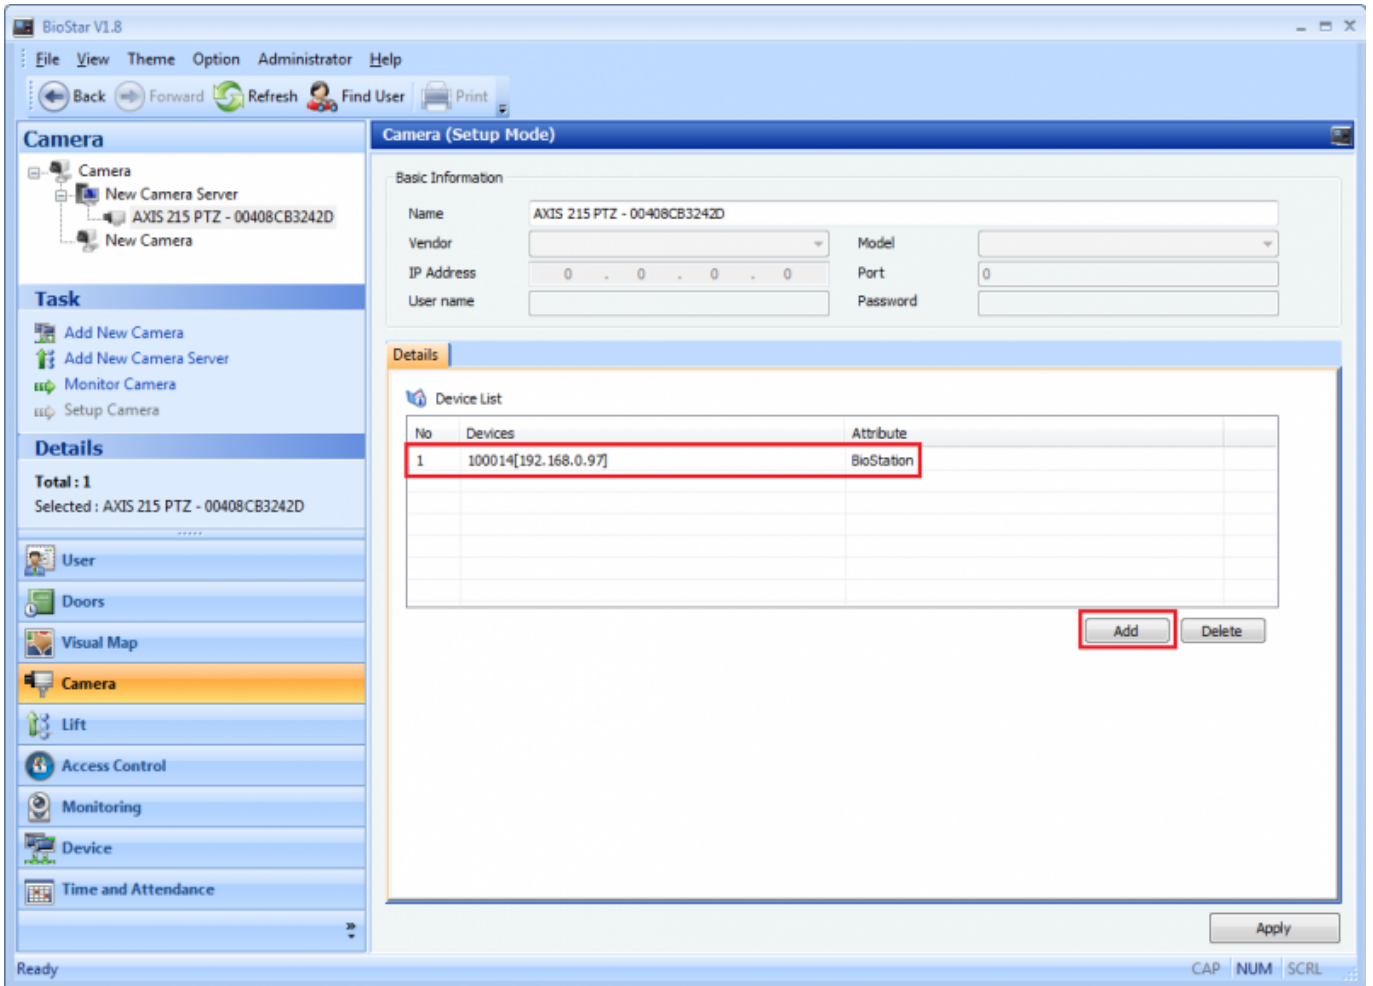 BioStar V1.8
File View Theme Option Administrator Help
Back Forward Refresh Find User Print
Camera
Camera
New Camera Server
AXIS 215 PTZ - 00408CB3242D
New Camera
Task
Add New Camera
Add New Camera Server
Monitor Camera
Setup Camera
Details
Total : 1
Selected : AXIS 215 PTZ - 00408CB3242D
User
Doors
Visual Map
Camera
Lift
Access Control
Monitoring
Device
Time and Attendance
Camera (Setup Mode)
Basic Information
Name AXIS 215 PTZ - 00408CB3242D
Vendor Model
IP Address 0 . 0 . 0 . 0 Port 0
User name Password
Details
Device List
No Devices Attribute
1 100014[192.168.0.97] BioStation
Add Delete
Apply
Ready CAP NUM SCRL